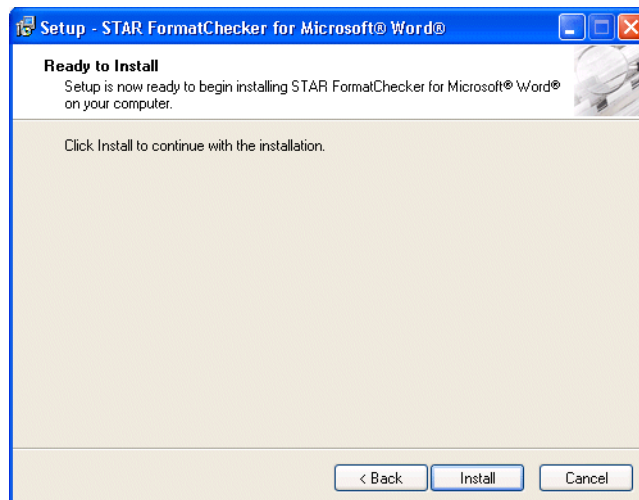 Setup - STAR FormatChecker for Microsoft® Word®
Ready to Install
Setup is now ready to begin installing STAR FormatChecker for Microsoft® Word®
on your computer.
Click Install to continue with the installation.
< Back
Install
Cancel